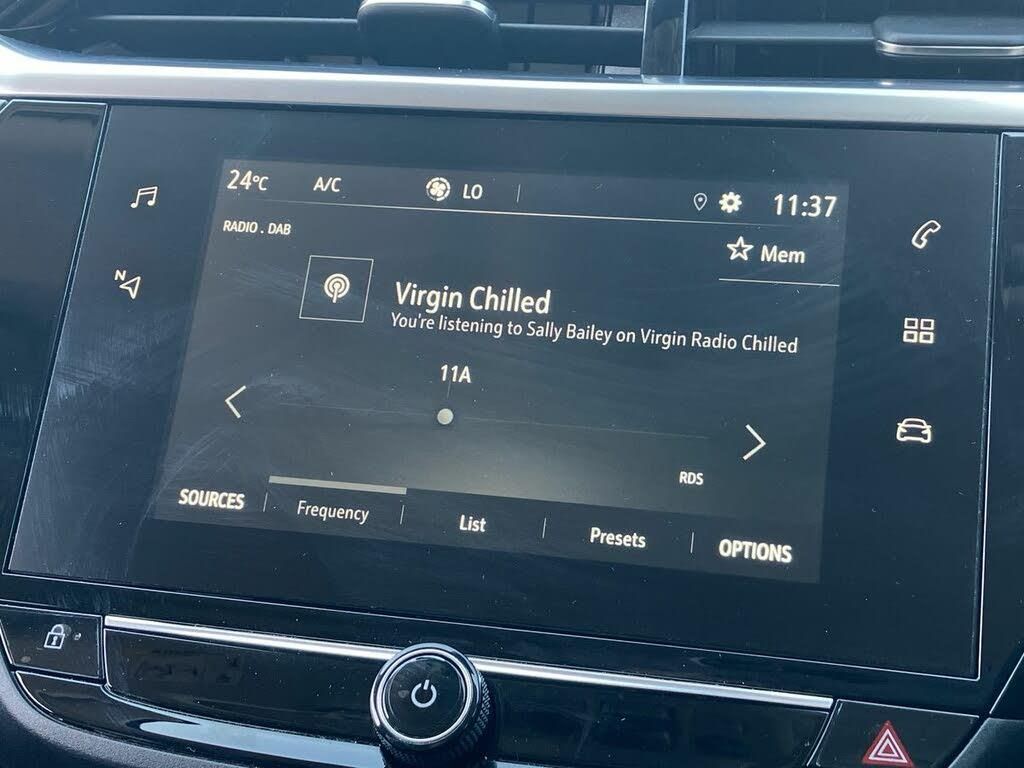 24°C A/C LO 11:37
RADIO . DAB
Mem
Virgin Chilled
You're listening to Sally Bailey on Virgin Radio Chilled
11A
RDS
SOURCES Frequency List Presets OPTIONS
N